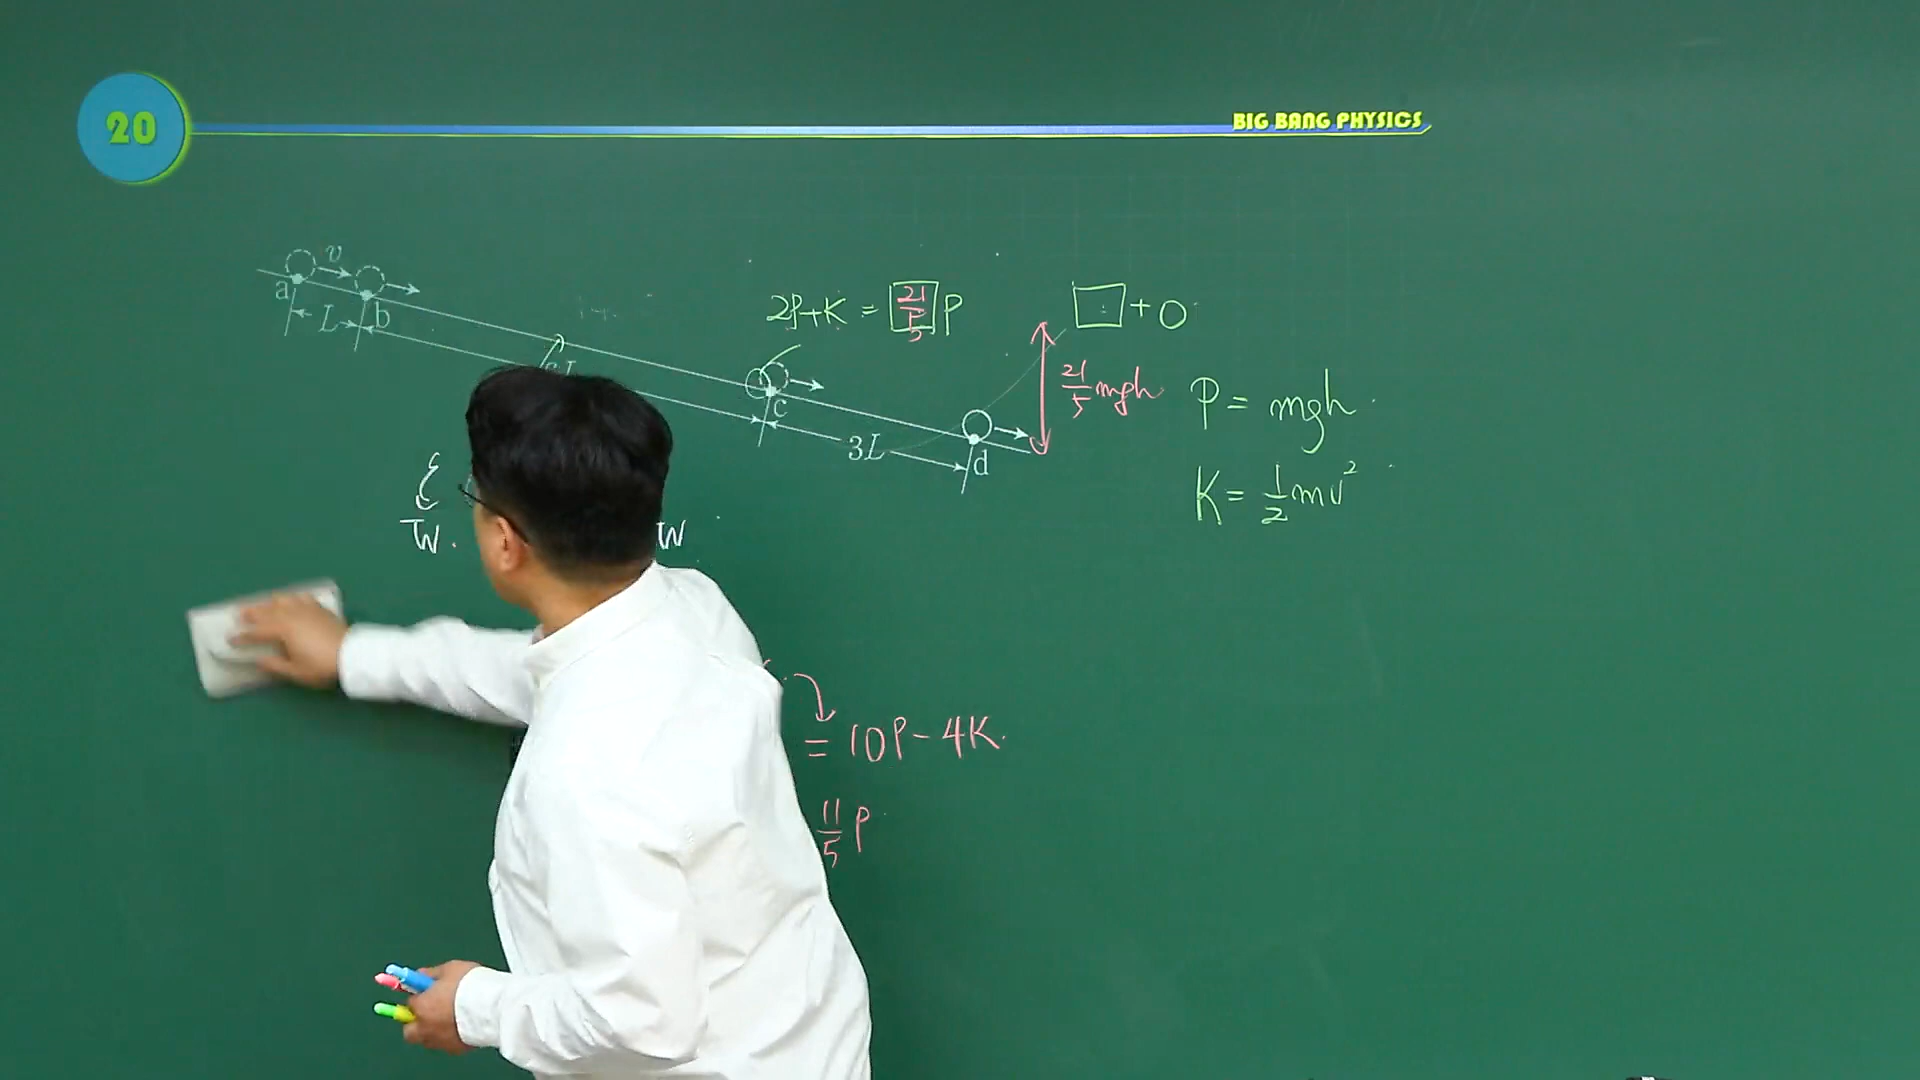 20
BIG BANG PHYSICS
v
a
L
b
2P+K = 21/5 P
□ + 0
21/5 mgh
P = mgh
c
3L
d
K = 1/2 mv²
W
W
= 10P - 4K
11/5 P